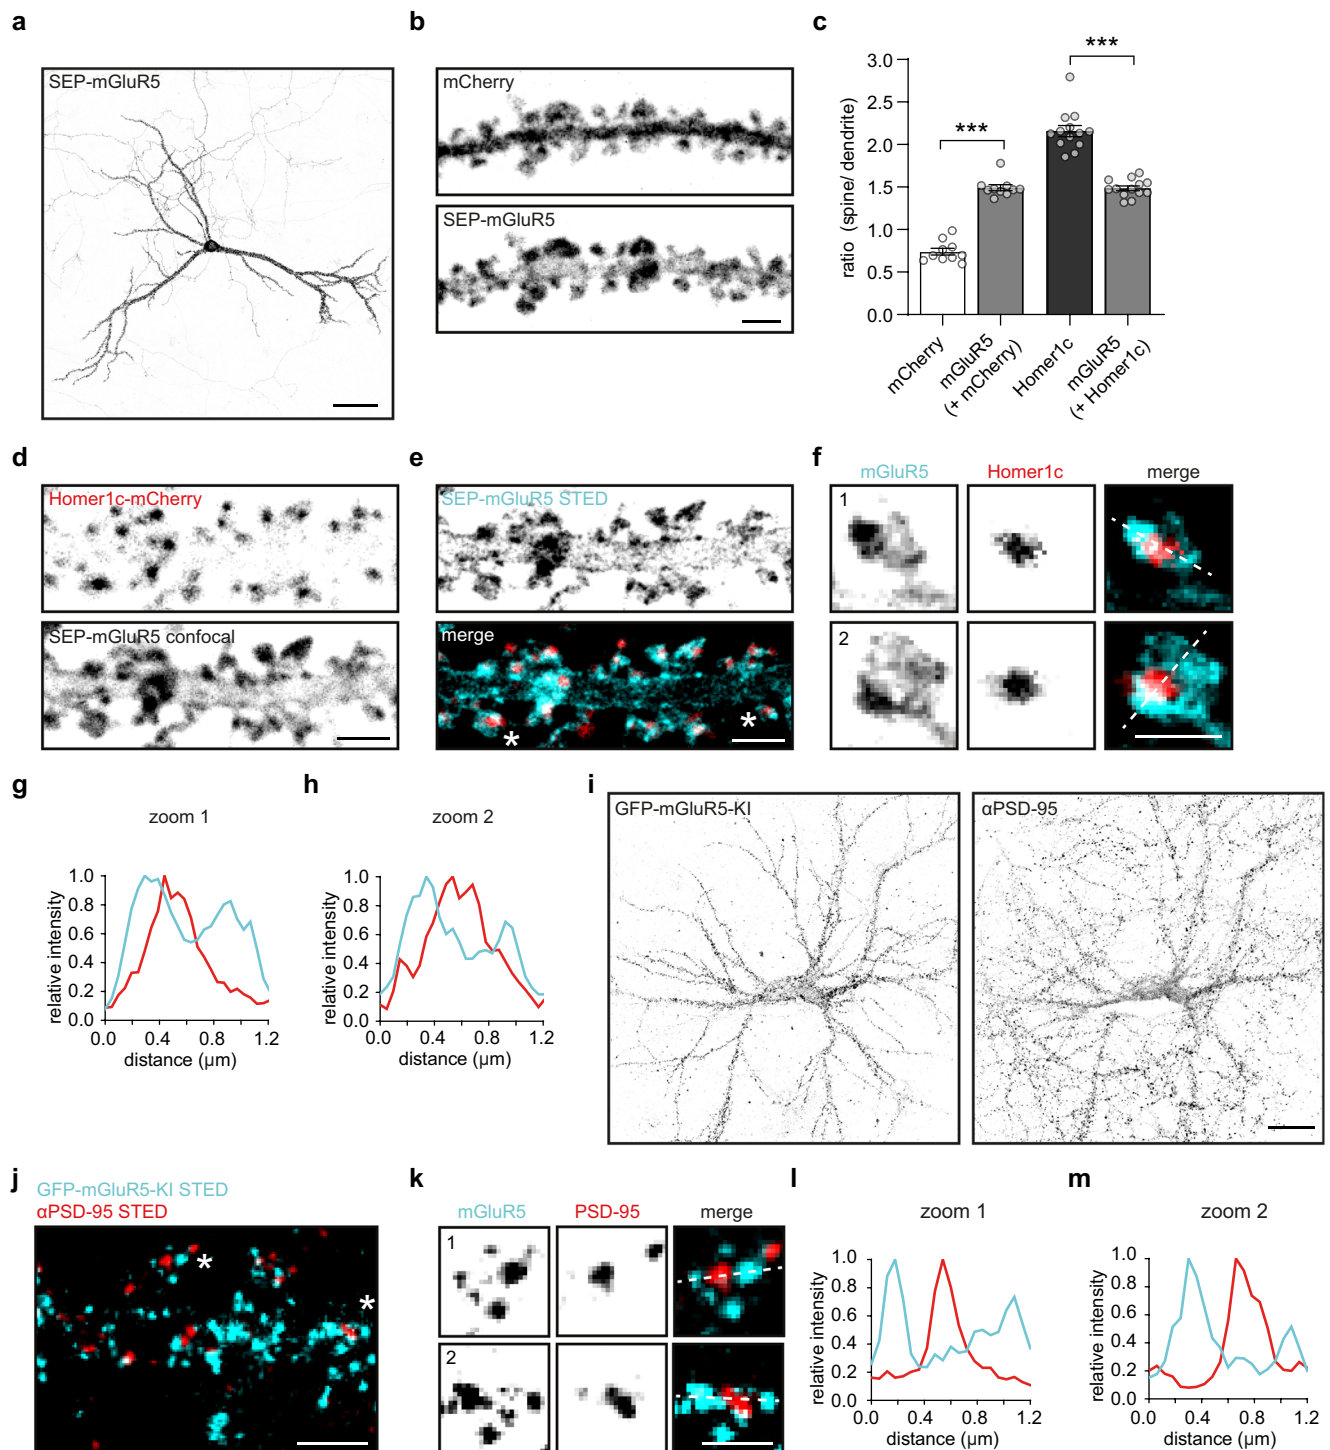 a
SEP-mGluR5
b
mCherry
SEP-mGluR5
c
***
***
3.0
2.5
2.0
1.5
1.0
0.5
0.0
ratio (spine/ dendrite)
mCherry
mGluR5
(+ mCherry)
Homer1c
mGluR5
(+ Homer1c)
d
Homer1c-mCherry
SEP-mGluR5 confocal
e
SEP-mGluR5 STED
merge
*
*
f
mGluR5
Homer1c
merge
1
2
g
zoom 1
1.0
0.8
0.6
0.4
0.2
0.0
relative intensity
0.0
0.4
0.8
1.2
distance (µm)
h
zoom 2
1.0
0.8
0.6
0.4
0.2
0.0
relative intensity
0.0
0.4
0.8
1.2
distance (µm)
i
GFP-mGluR5-KI
αPSD-95
j
GFP-mGluR5-KI STED
αPSD-95 STED
*
*
k
mGluR5
PSD-95
merge
1
2
l
zoom 1
1.0
0.8
0.6
0.4
0.2
0.0
relative intensity
0.0
0.4
0.8
1.2
distance (µm)
m
zoom 2
1.0
0.8
0.6
0.4
0.2
0.0
relative intensity
0.0
0.4
0.8
1.2
distance (µm)